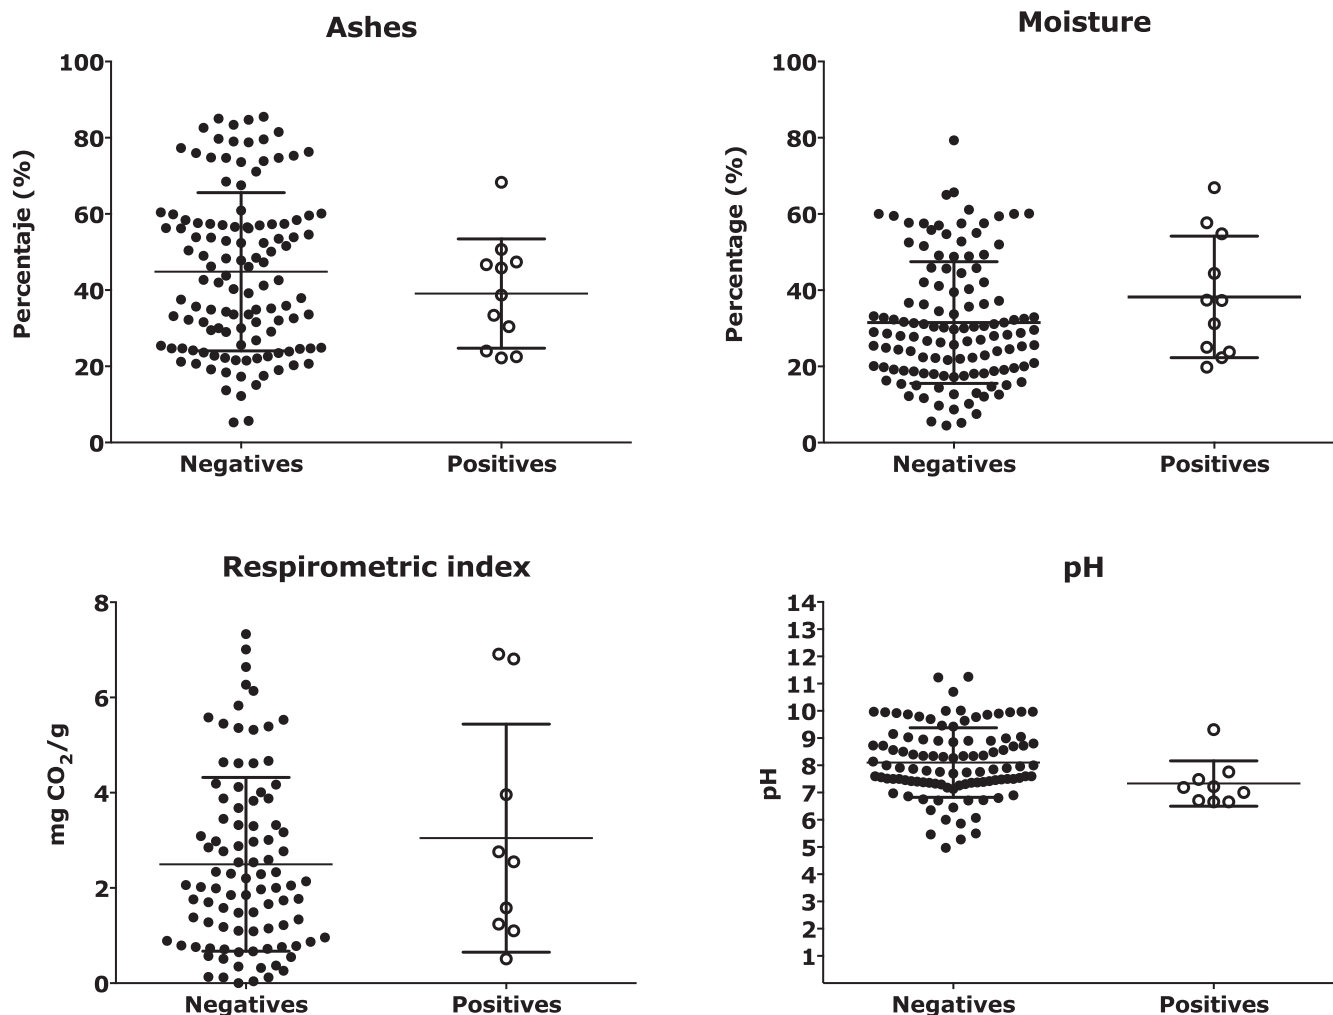 Ashes
Percentaje (%)
100
80
60
40
20
0
Negatives Positives
Moisture
Percentage (%)
100
80
60
40
20
0
Negatives Positives
Respirometric index
mg CO2/g
8
6
4
2
0
Negatives Positives
pH
pH
14
13
12
11
10
9
8
7
6
5
4
3
2
1
Negatives Positives